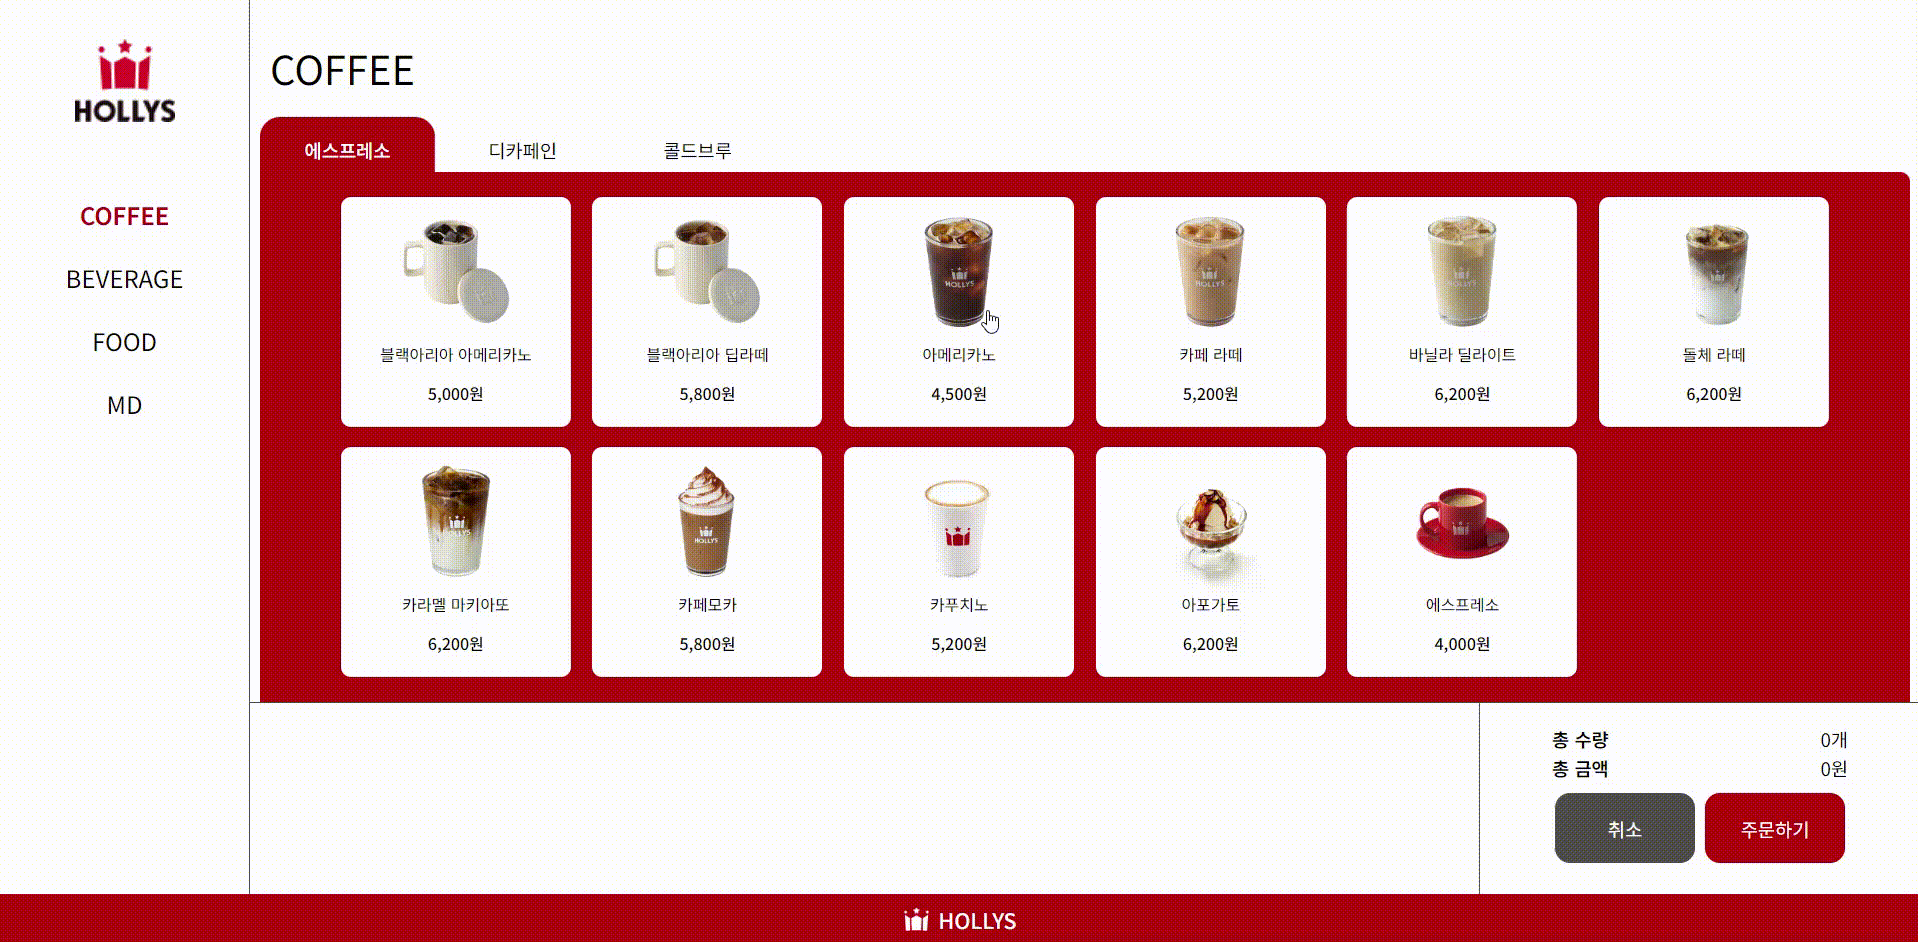 HOLLYS
COFFEE
BEVERAGE
FOOD
MD
COFFEE
에스프레소
디카페인
콜드브루
HOLLYS
HOLLYS
HOLLYS
블랙아리아 아메리카노
블랙아리아 딥라떼
아메리카노
카페 라떼
바닐라 딜라이트
돌체 라떼
5,000원
5,800원
4,500원
5,200원
6,200원
6,200원
HOLLYS
HOLLYS
카라멜 마키아또
카페모카
카푸치노
아포가토
에스프레소
6,200원
5,800원
5,200원
6,200원
4,000원
총 수량 0개
총 금액 0원
취소
주문하기
HOLLYS